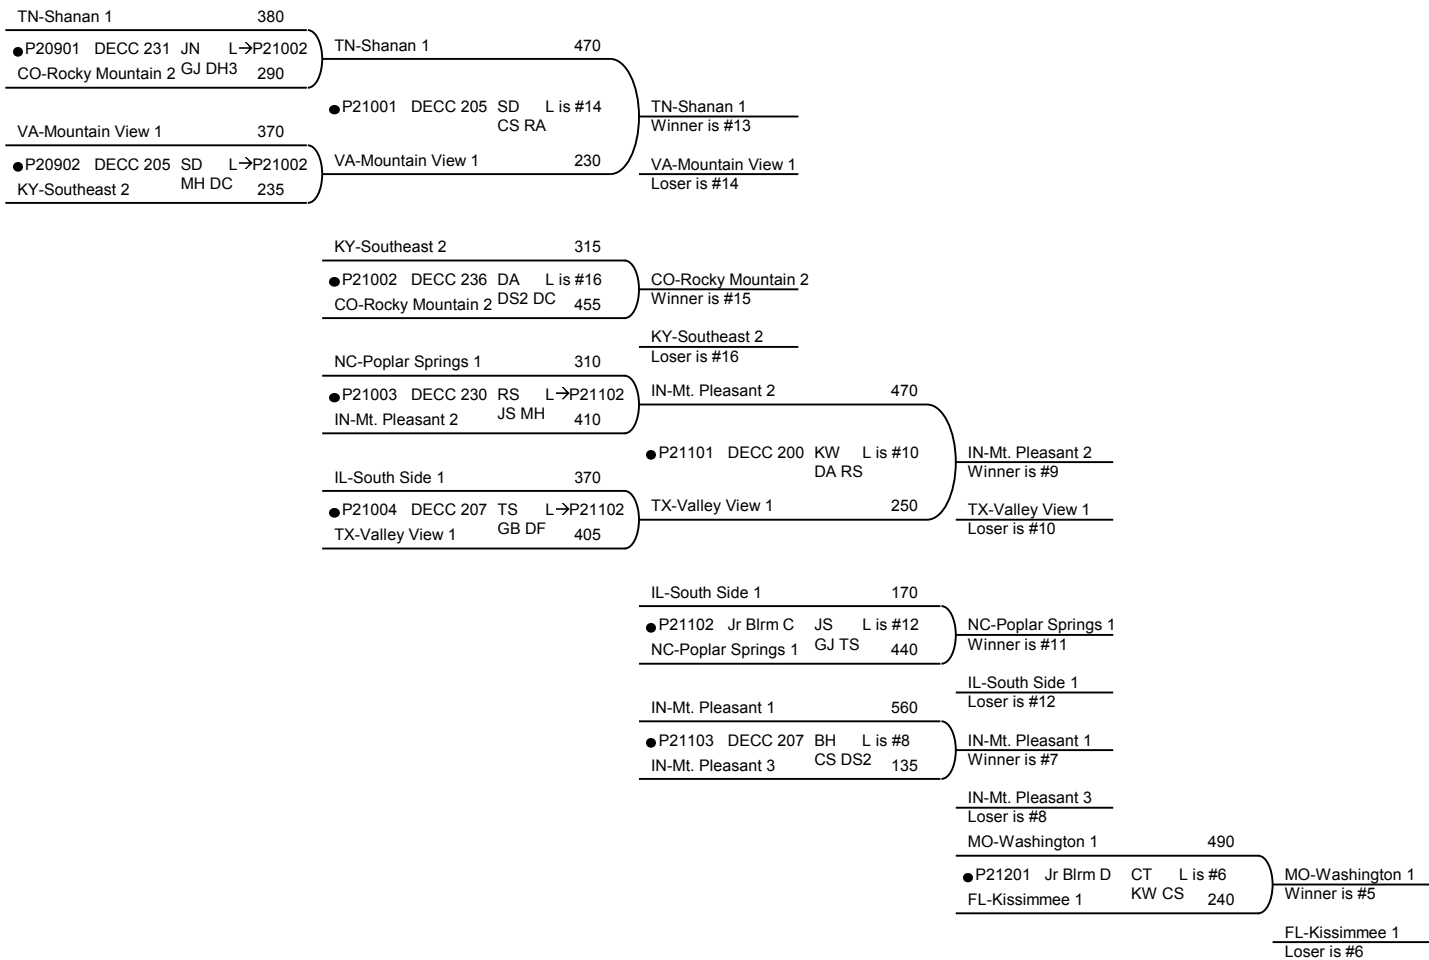 TN-Shanan 1 380
●P20901 DECC 231 JN L→P21002
CO-Rocky Mountain 2 GJ DH3 290
VA-Mountain View 1 370
●P20902 DECC 205 SD L→P21002
KY-Southeast 2 MH DC 235
TN-Shanan 1 470
●P21001 DECC 205 SD L is #14
CS RA
VA-Mountain View 1 230
TN-Shanan 1
Winner is #13
VA-Mountain View 1
Loser is #14
KY-Southeast 2 315
●P21002 DECC 236 DA L is #16
CO-Rocky Mountain 2 DS2 DC 455
CO-Rocky Mountain 2
Winner is #15
KY-Southeast 2
Loser is #16
NC-Poplar Springs 1 310
●P21003 DECC 230 RS L→P21102
IN-Mt. Pleasant 2 JS MH 410
IL-South Side 1 370
●P21004 DECC 207 TS L→P21102
TX-Valley View 1 GB DF 405
IN-Mt. Pleasant 2 470
●P21101 DECC 200 KW L is #10
DA RS
TX-Valley View 1 250
IN-Mt. Pleasant 2
Winner is #9
TX-Valley View 1
Loser is #10
IL-South Side 1 170
●P21102 Jr Blrm C JS L is #12
NC-Poplar Springs 1 GJ TS 440
NC-Poplar Springs 1
Winner is #11
IL-South Side 1
Loser is #12
IN-Mt. Pleasant 1 560
●P21103 DECC 207 BH L is #8
IN-Mt. Pleasant 3 CS DS2 135
IN-Mt. Pleasant 1
Winner is #7
IN-Mt. Pleasant 3
Loser is #8
MO-Washington 1 490
●P21201 Jr Blrm D CT L is #6
FL-Kissimmee 1 KW CS 240
MO-Washington 1
Winner is #5
FL-Kissimmee 1
Loser is #6